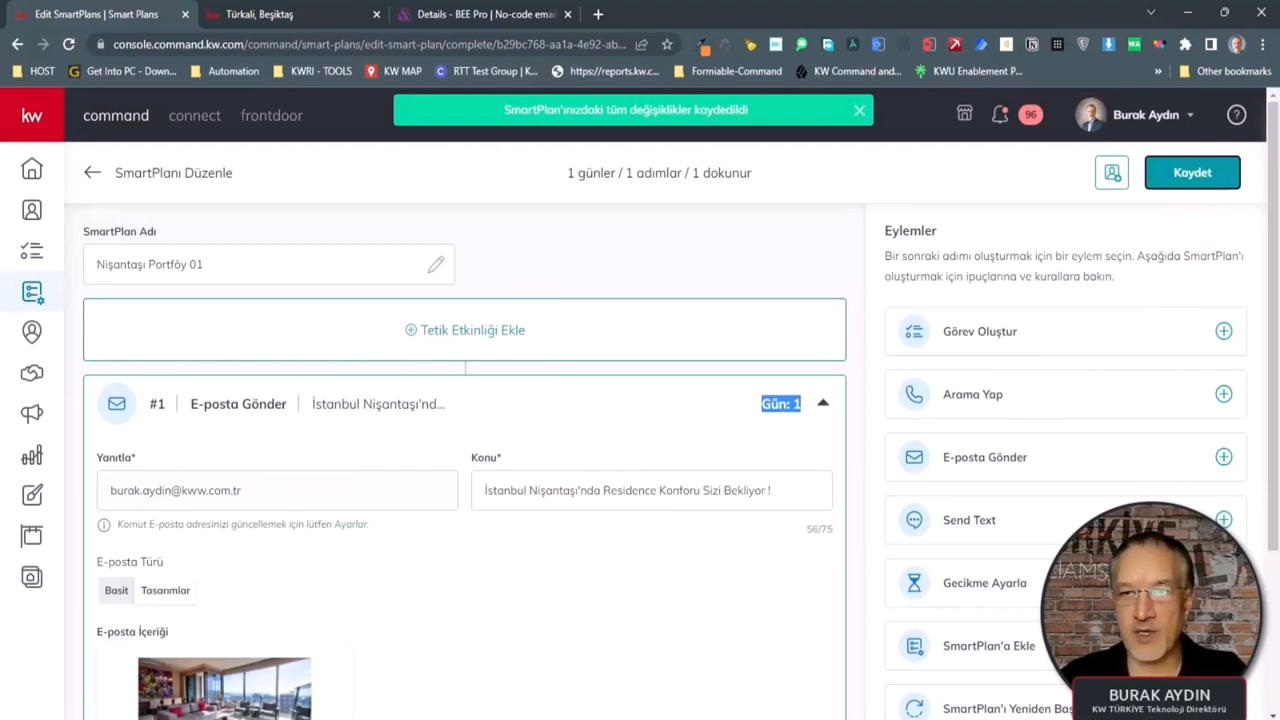 Edit SmartPlans | Smart Plans
Türkali, Beşiktaş
Details - BEE Pro | No-code emai
console.command.kw.com/command/smart-plans/edit-smart-plan/complete/b29bc768-aa1a-4e92-ab...
HOST
Get Into PC - Down...
Automation
KWRI - TOOLS
KW MAP
RTT Test Group | K...
https://reports.kw.c...
Formiable-Command
KW Command and...
KWU Enablement P...
»
Other bookmarks
kw
command
connect
frontdoor
SmartPlan'ınızdaki tüm değişiklikler kaydedildi
96
Burak Aydın
SmartPlanı Düzenle
1 günler / 1 adımlar / 1 dokunur
Kaydet
SmartPlan Adı
Nişantaşı Portföy 01
Tetik Etkinliği Ekle
#1
E-posta Gönder
İstanbul Nişantaşı'nd...
Gün: 1
Yanıtla*
burak.aydin@kww.com.tr
Komut E-posta adresinizi güncellemek için lütfen Ayarlar.
Konu*
İstanbul Nişantaşı'nda Residence Konforu Sizi Bekliyor !
56/75
E-posta Türü
Basit
Tasarımlar
E-posta İçeriği
Eylemler
Bir sonraki adımı oluşturmak için bir eylem seçin. Aşağıda SmartPlan'ı
oluşturmak için ipuçlarına ve kurallara bakın.
Görev Oluştur
Arama Yap
E-posta Gönder
Send Text
Gecikme Ayarla
SmartPlan'a Ekle
SmartPlan'ı Yeniden Baş
BURAK AYDIN
KW TÜRKİYE Teknoloji Direktörü